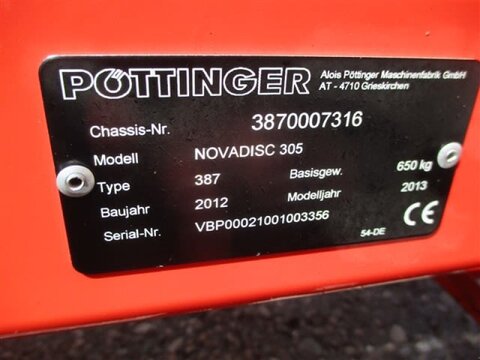 PÖTTINGER Alois Pöttinger Maschinenfabrik GmbH
AT - 4710 Grieskirchen
Chassis-Nr. 3870007316
Modell NOVADISC 305
Type 387 Basisgew. 650 kg
Baujahr 2012 Modelljahr 2013
Serial-Nr. VBP00021001003356
54-DE CE